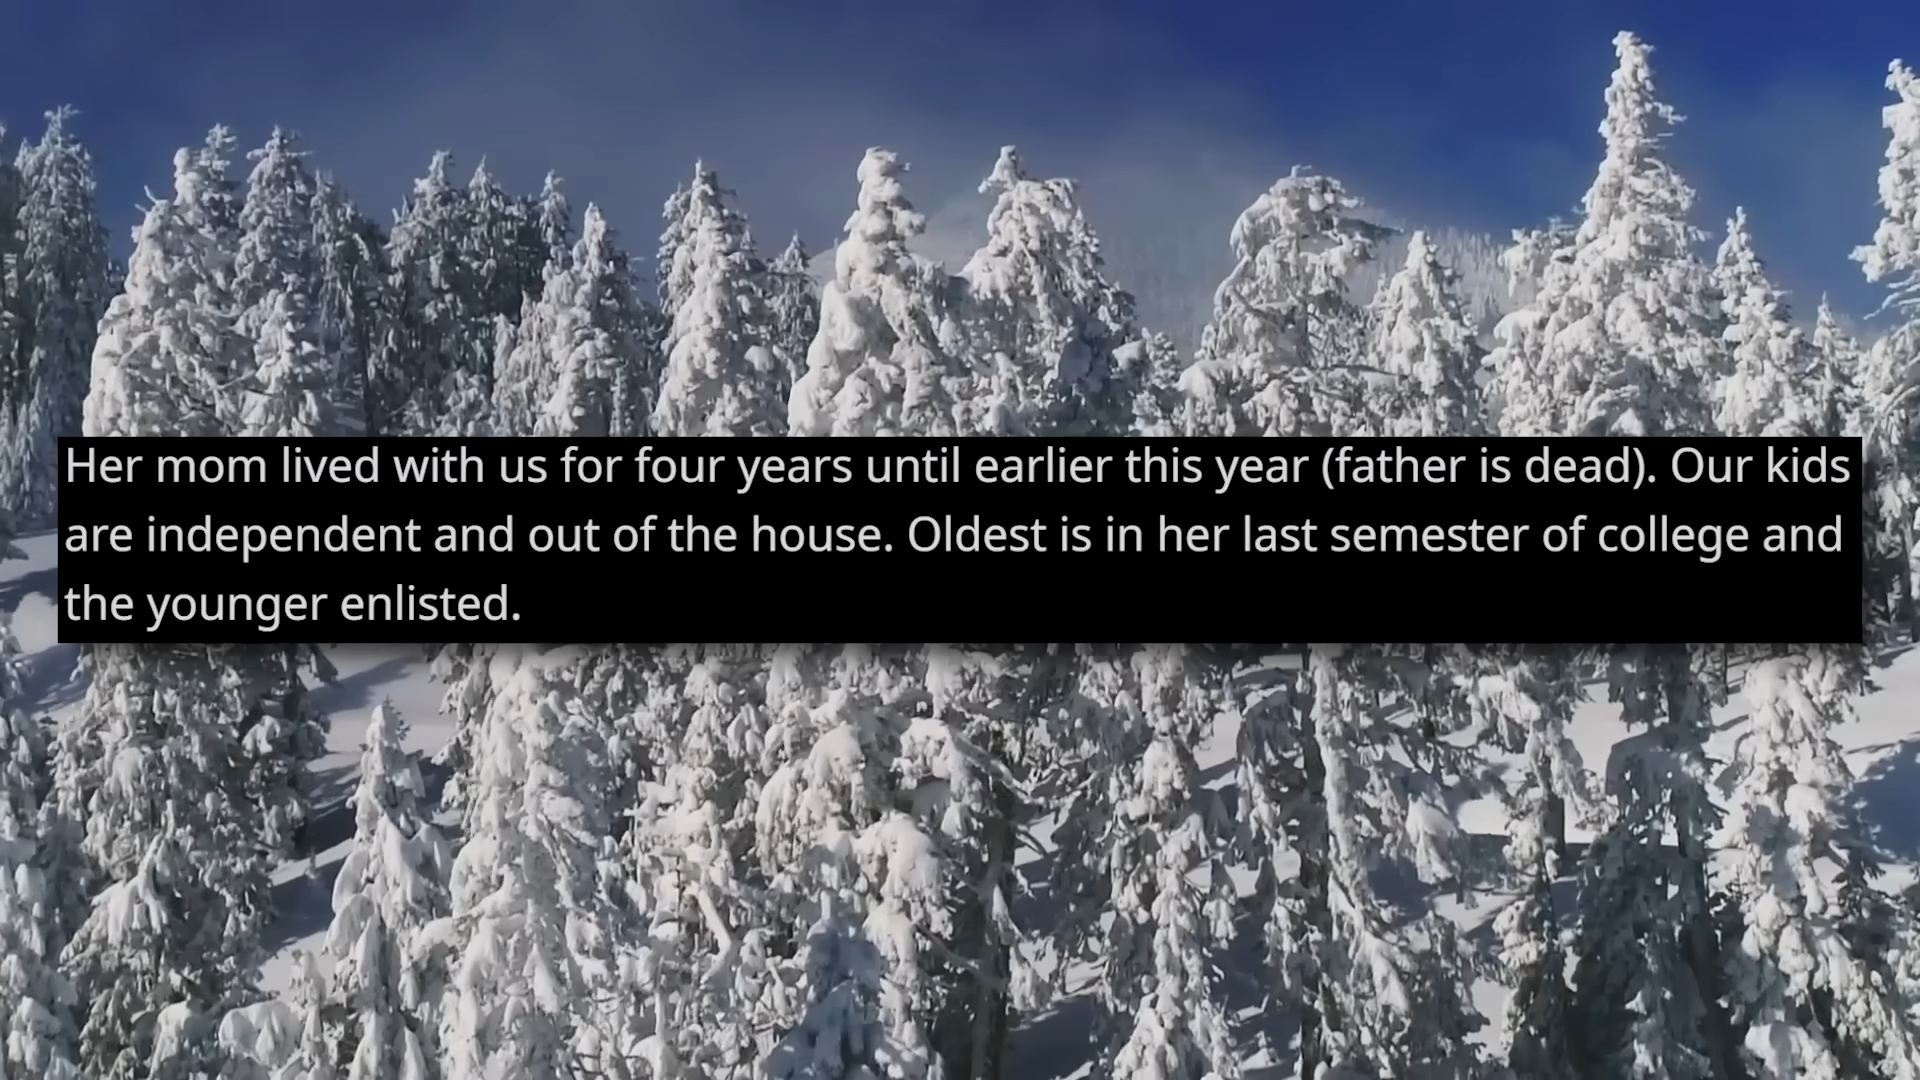 Her mom lived with us for four years until earlier this year (father is dead). Our kids
are independent and out of the house. Oldest is in her last semester of college and
the younger enlisted.